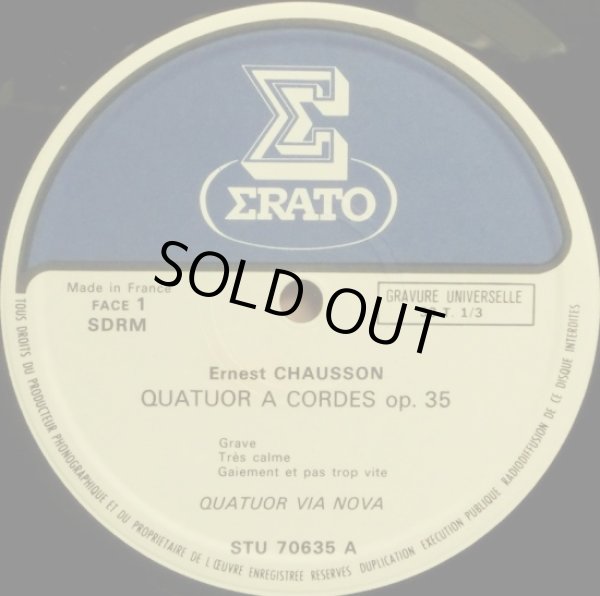 ΣRATO
Made in France
FACE 1
SDRM
GRAVURE UNIVERSELLE
T. 1/3
SOLD OUT
Ernest CHAUSSON
QUATUOR A CORDES op. 35
Grave
Très calme
Gaiement et pas trop vite
QUATUOR VIA NOVA
STU 70635 A
TOUS DROITS DU PRODUCTEUR PHONOGRAPHIQUE ET DU PROPRIETAIRE DE L'ŒUVRE ENREGISTREE RESERVES DUPLICATION, EXECUTION PUBLIQUE RADIODIFFUSION DE CE DISQUE INTERDITES